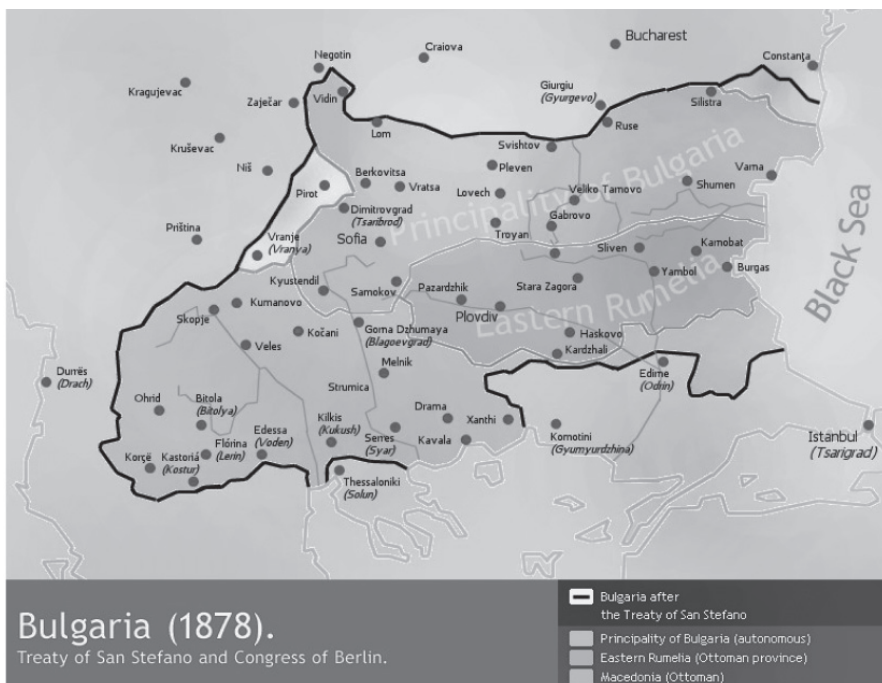 Negotin
Craiova
Bucharest
Constanţa
Kragujevac
Zaječar
Vidin
Giurgiu
(Gyurgevo)
Silistra
Lom
Ruse
Kruševac
Svishtov
Niš
Berkovitsa
Pleven
Varna
Pirot
Vratsa
Lovech
Veliko Tarnovo
Shumen
Principality of Bulgaria
Dimitrovgrad
(Tsaribrod)
Gabrovo
Priština
Sofia
Troyan
Vranje
(Vranya)
Sliven
Karnobat
Black Sea
Kyustendil
Samokov
Pazardzhik
Stara Zagora
Yambol
Burgas
Kumanovo
Skopje
Plovdiv
Eastern Rumelia
Kočani
Gorna Dzhumaya
(Blagoevgrad)
Haskovo
Veles
Kardzhali
Melnik
Edirne
(Odrin)
Durrës
(Drach)
Strumica
Ohrid
Bitola
(Bitolya)
Drama
Xanthi
Edessa
(Voden)
Kilkis
(Kukush)
Komotini
(Gyumyurdzhina)
Istanbul
(Tsarigrad)
Flórina
(Lerin)
Serres
(Syar)
Kavala
Korçë
Kastoriá
(Kostur)
Thessaloniki
(Solun)
Bulgaria (1878).
Treaty of San Stefano and Congress of Berlin.
Bulgaria after
the Treaty of San Stefano
Principality of Bulgaria (autonomous)
Eastern Rumelia (Ottoman province)
Macedonia (Ottoman)